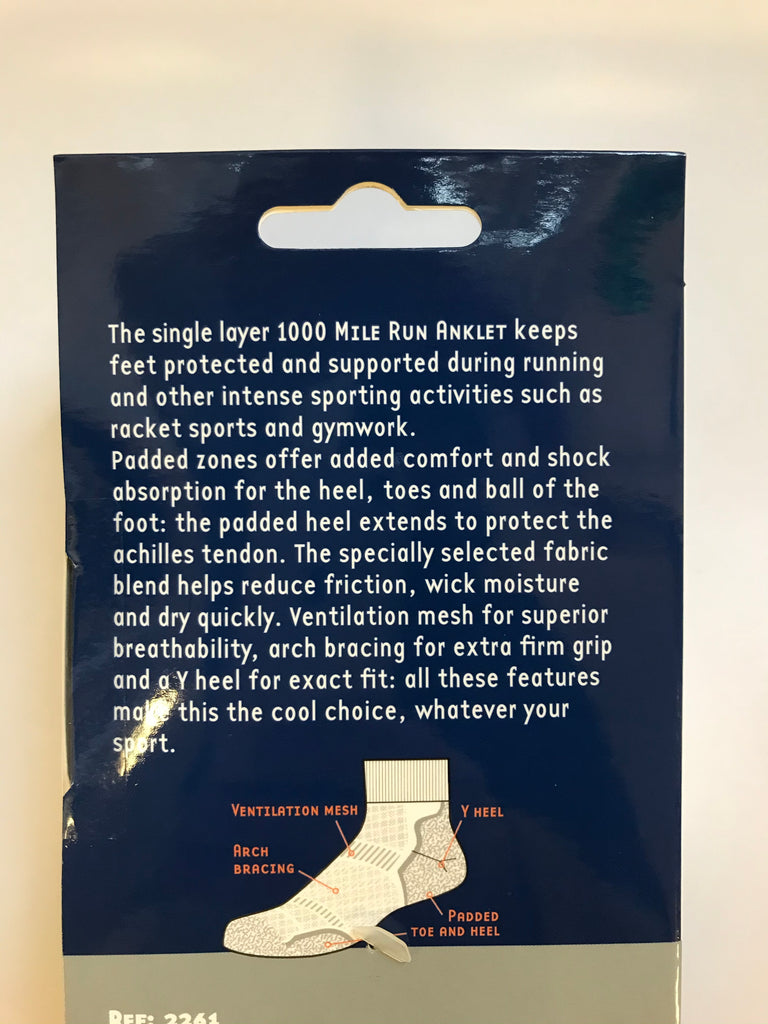 The single layer 1000 Mile Run Anklet keeps
feet protected and supported during running
and other intense sporting activities such as
racket sports and gymwork.
Padded zones offer added comfort and shock
absorption for the heel, toes and ball of the
foot: the padded heel extends to protect the
achilles tendon. The specially selected fabric
blend helps reduce friction, wick moisture
and dry quickly. Ventilation mesh for superior
breathability, arch bracing for extra firm grip
and a Y heel for exact fit: all these features
make this the cool choice, whatever your
sport.
Ventilation mesh
Y heel
Arch
bracing
Padded
toe and heel
Ref: 2261